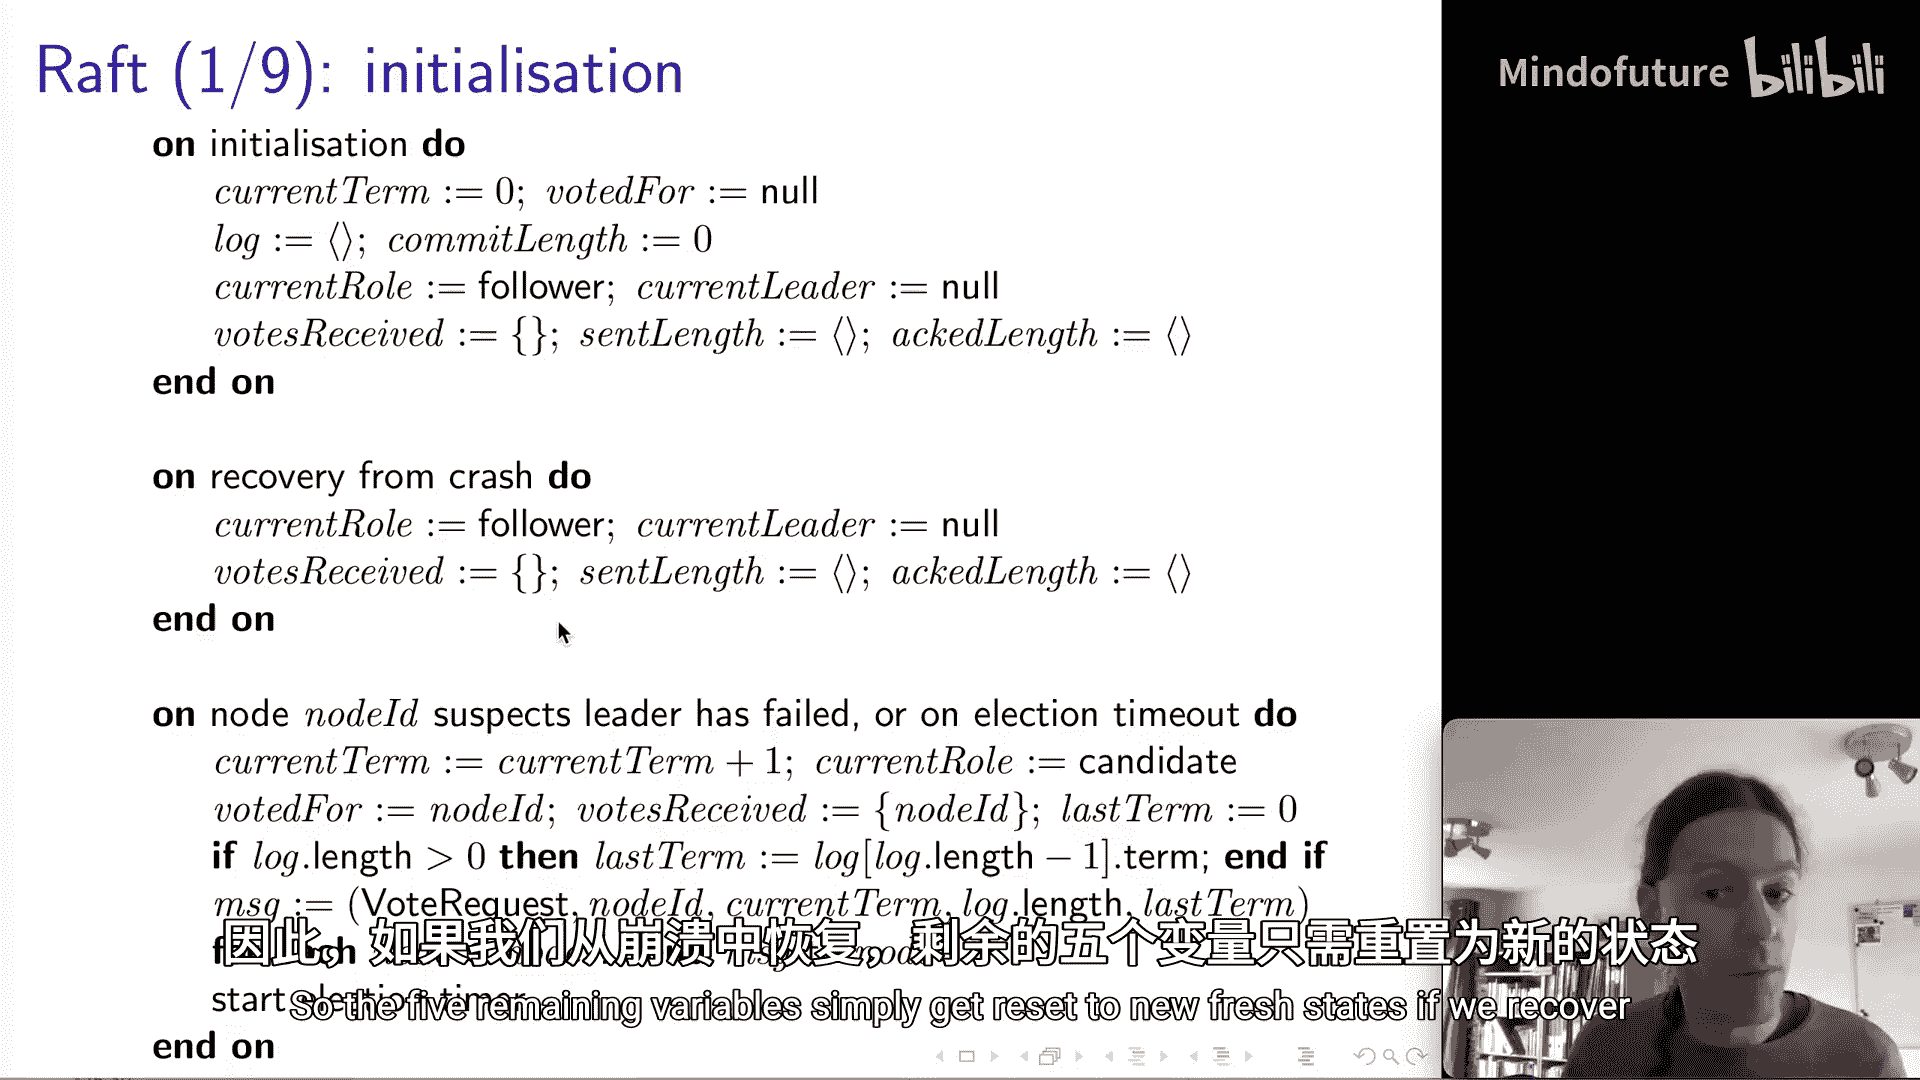 Raft (1/9): initialisation
Mindofuture bilibili
on initialisation do
currentTerm := 0; votedFor := null
log := ⟨⟩; commitLength := 0
currentRole := follower; currentLeader := null
votesReceived := {}; sentLength := ⟨⟩; ackedLength := ⟨⟩
end on
on recovery from crash do
currentRole := follower; currentLeader := null
votesReceived := {}; sentLength := ⟨⟩; ackedLength := ⟨⟩
end on
on node nodeId suspects leader has failed, or on election timeout do
currentTerm := currentTerm + 1; currentRole := candidate
votedFor := nodeId; votesReceived := {nodeId}; lastTerm := 0
if log.length > 0 then lastTerm := log[log.length − 1].term; end if
msg := (VoteRequest, nodeId, currentTerm, log.length, lastTerm)
因此，如果我们从崩溃中恢复，剩余的五个变量只需重置为新的状态
start election timer
So the five remaining variables simply get reset to new fresh states if we recover
end on